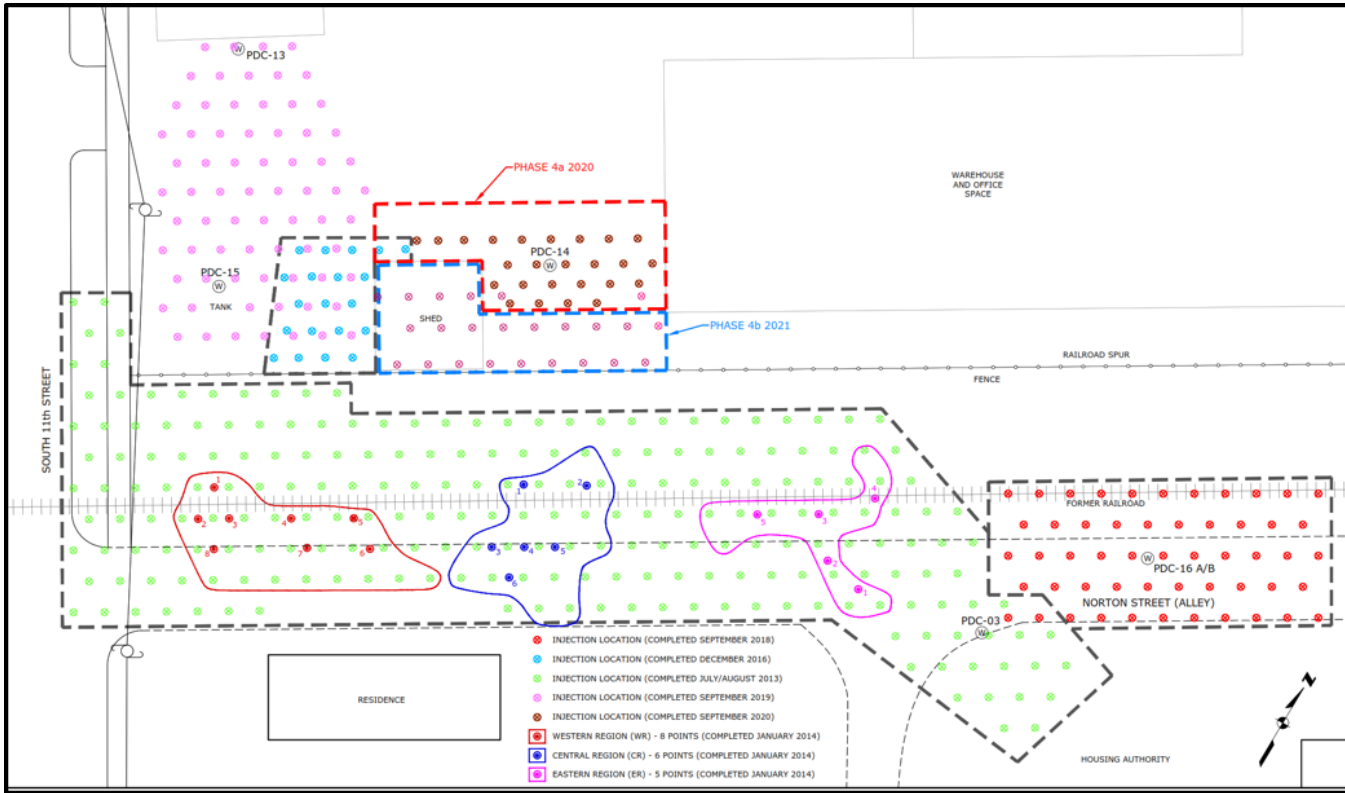 W
PDC-13
PHASE 4a 2020
WAREHOUSE
AND OFFICE
SPACE
PDC-14
W
PDC-15
W
TANK
SHED
PHASE 4b 2021
RAILROAD SPUR
FENCE
SOUTH 11th STREET
1
2
3
4
5
6
7
8
1
2
3
4
5
6
4
5
3
2
1
FORMER RAILROAD
W
PDC-16 A/B
NORTON STREET (ALLEY)
PDC-03
W
INJECTION LOCATION (COMPLETED SEPTEMBER 2018)
INJECTION LOCATION (COMPLETED DECEMBER 2016)
INJECTION LOCATION (COMPLETED JULY/AUGUST 2013)
INJECTION LOCATION (COMPLETED SEPTEMBER 2019)
INJECTION LOCATION (COMPLETED SEPTEMBER 2020)
WESTERN REGION (WR) - 8 POINTS (COMPLETED JANUARY 2014)
CENTRAL REGION (CR) - 6 POINTS (COMPLETED JANUARY 2014)
EASTERN REGION (ER) - 5 POINTS (COMPLETED JANUARY 2014)
RESIDENCE
HOUSING AUTHORITY
N